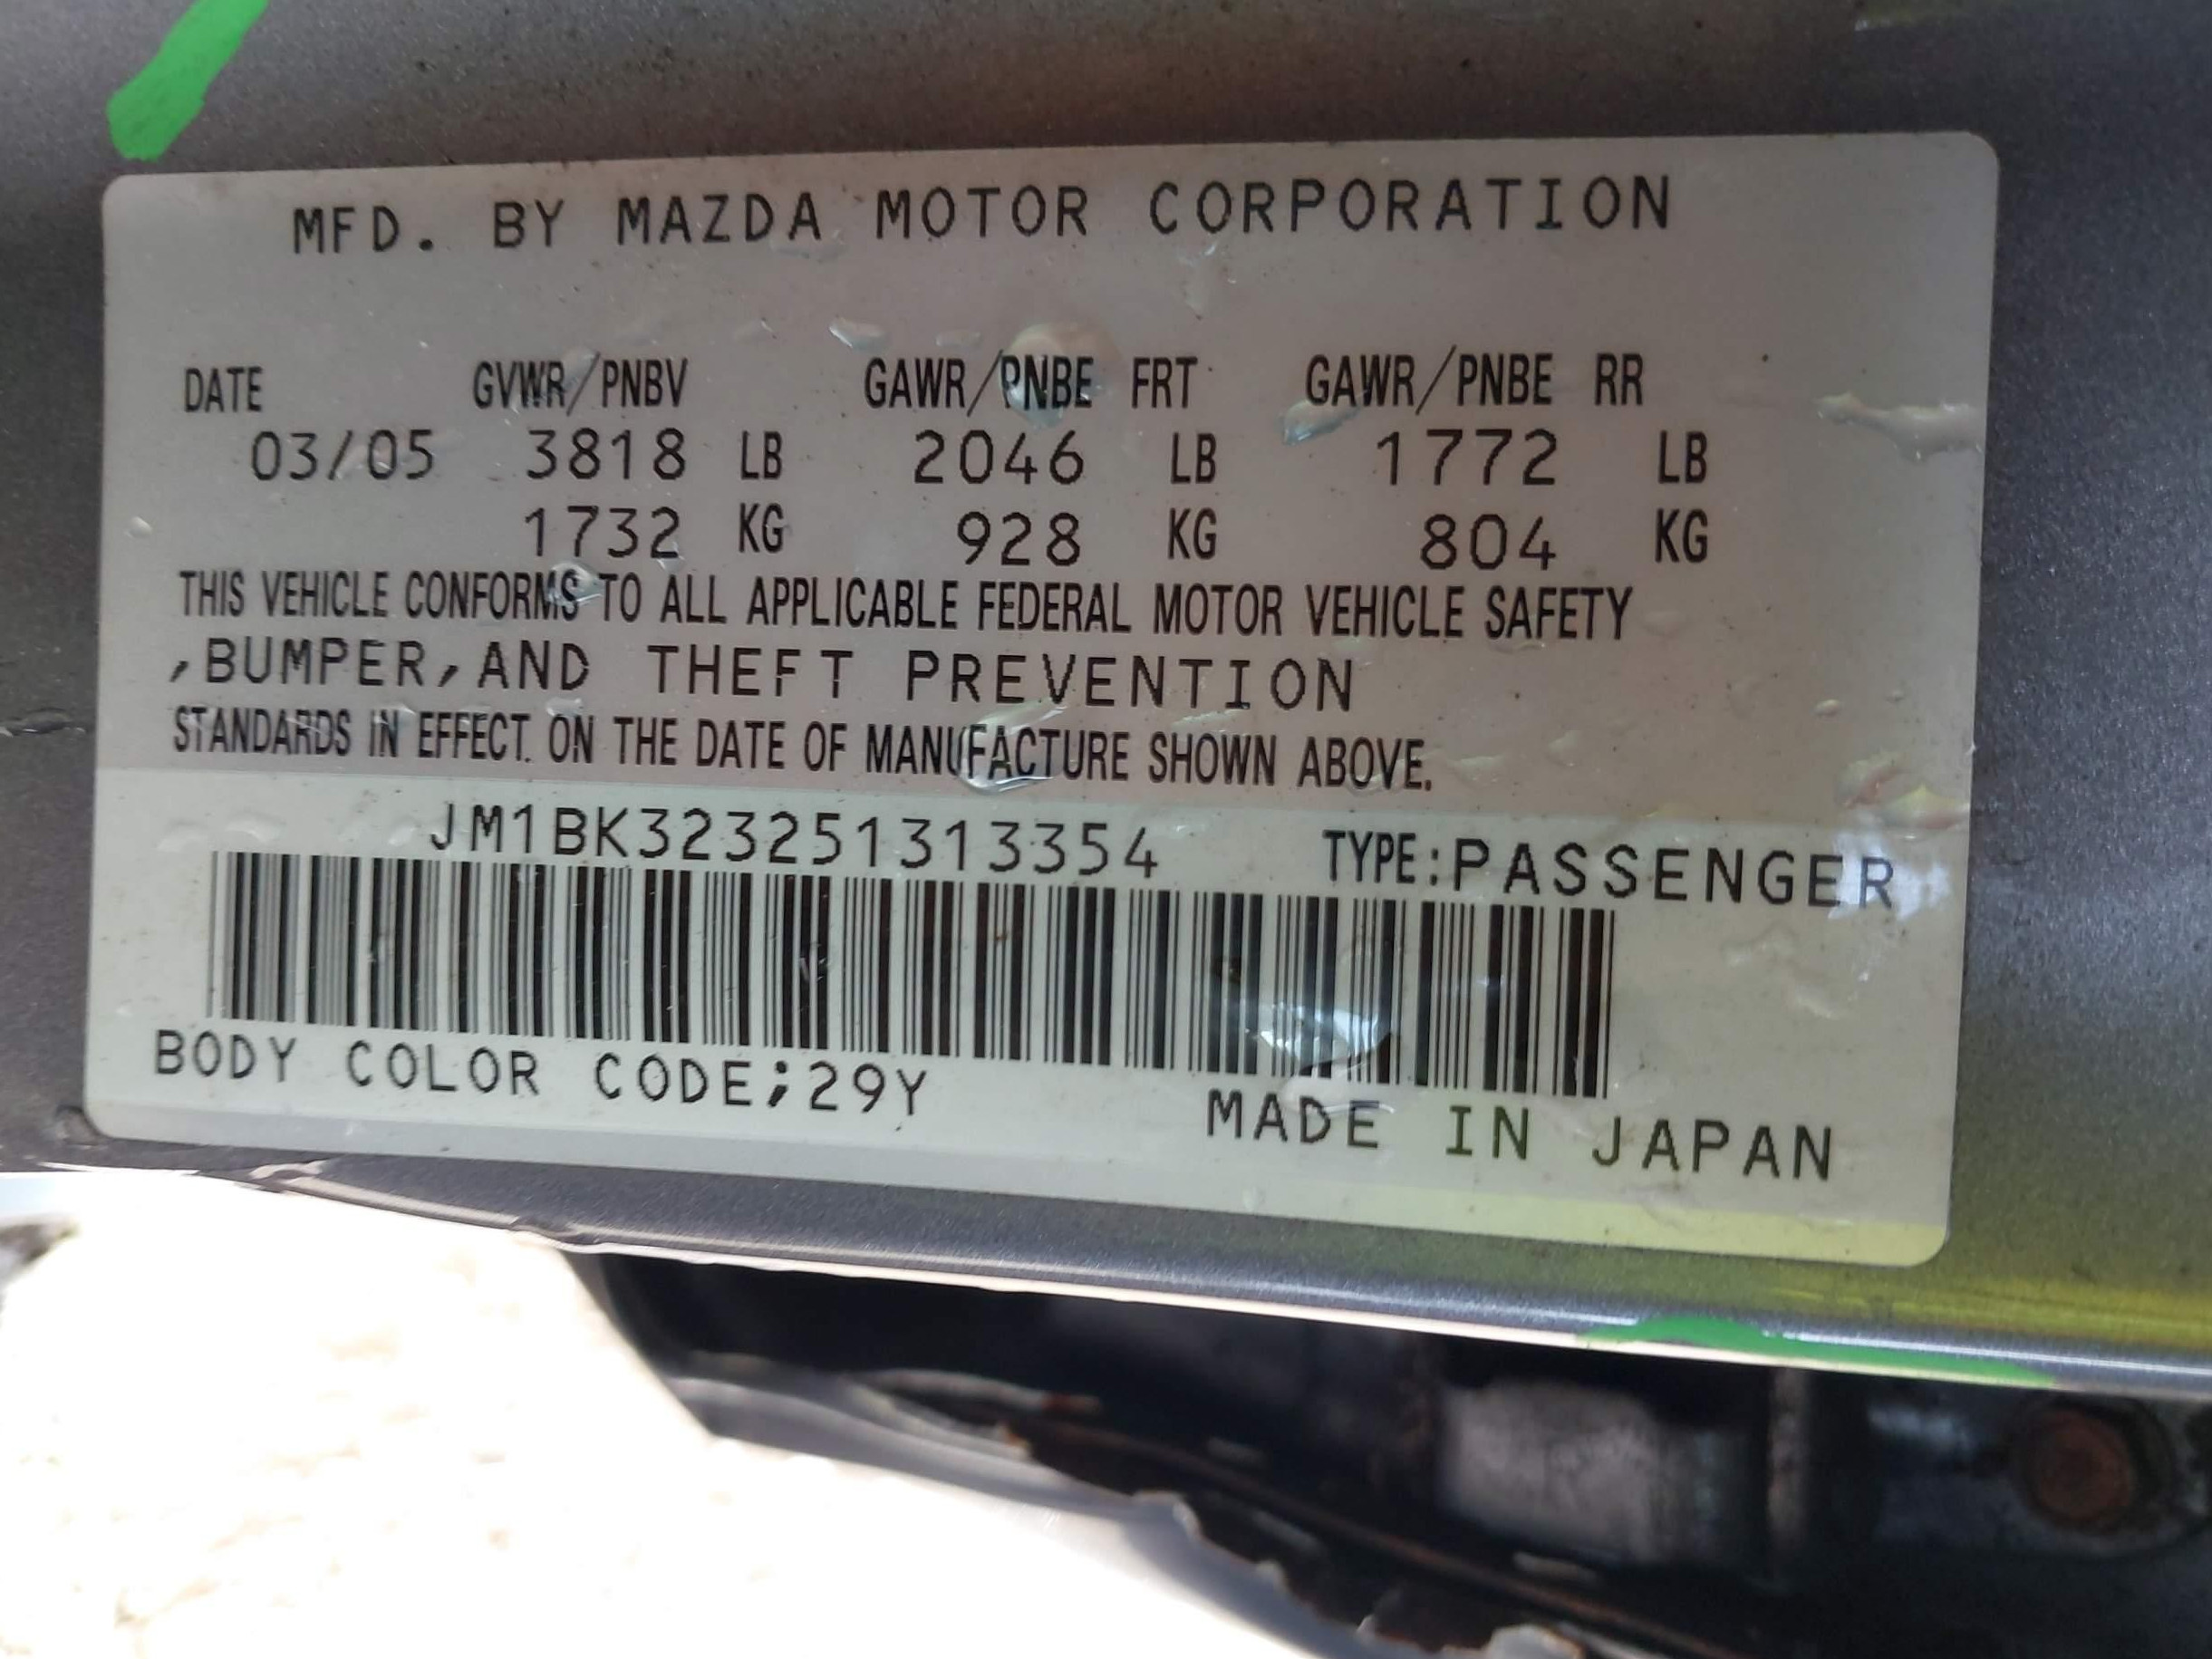 MFD. BY MAZDA MOTOR CORPORATION
DATE GVWR/PNBV GAWR/PNBE FRT GAWR/PNBE RR
03/05 3818 LB 2046 LB 1772 LB
1732 KG 928 KG 804 KG
THIS VEHICLE CONFORMS TO ALL APPLICABLE FEDERAL MOTOR VEHICLE SAFETY
,BUMPER,AND THEFT PREVENTION
STANDARDS IN EFFECT ON THE DATE OF MANUFACTURE SHOWN ABOVE.
JM1BK323251313354 TYPE:PASSENGER
BODY COLOR CODE;29Y
MADE IN JAPAN